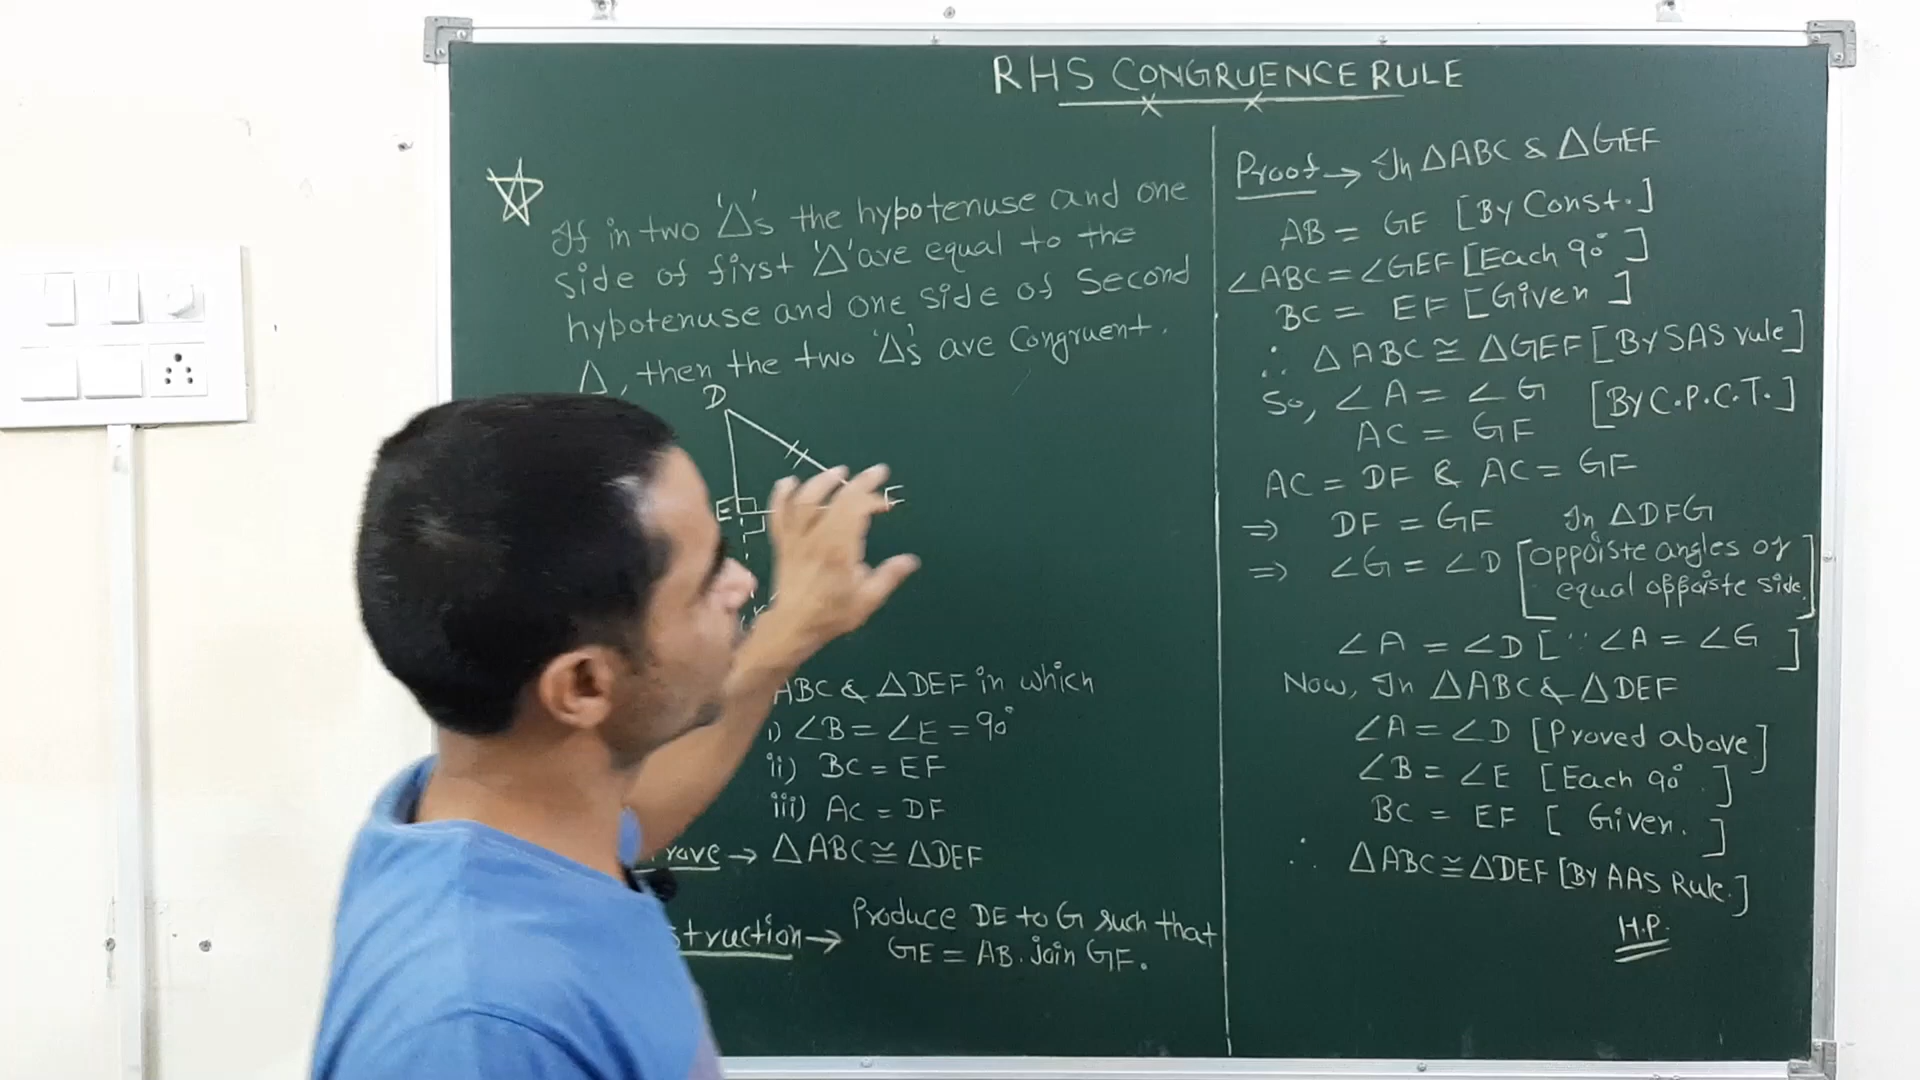 RHS CONGRUENCE RULE
If in two 'Δ's the hypotenuse and one
side of first 'Δ' are equal to the
hypotenuse and one side of Second
Δ, then the two 'Δ's are Congruent.
D
E
F
ABC & ΔDEF in which
i) ∠B = ∠E = 90°
ii) BC = EF
iii) AC = DF
rove → ΔABC ≅ ΔDEF
struction → Produce DE to G such that
GE = AB. join GF.
Proof → In ΔABC & ΔGEF
AB = GE [By Const.]
∠ABC = ∠GEF [Each 90°]
BC = EF [Given]
∴ ΔABC ≅ ΔGEF [By SAS rule]
So, ∠A = ∠G [By C.P.C.T.]
AC = GF
AC = DF & AC = GF
⇒ DF = GF In ΔDFG
⇒ ∠G = ∠D [oppoiste angles of
equal oppoiste side.]
∠A = ∠D [∵ ∠A = ∠G]
Now, In ΔABC & ΔDEF
∠A = ∠D [Proved above]
∠B = ∠E [Each 90°.]
BC = EF [Given.]
∴ ΔABC ≅ ΔDEF [By AAS Rule.]
H.P.